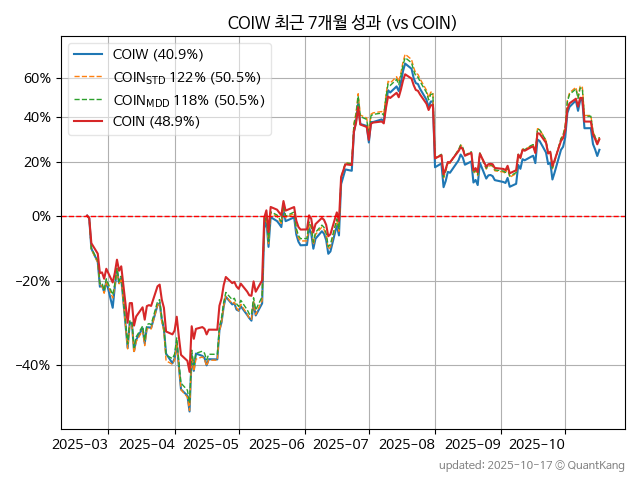 COIW 최근 7개월 성과 (vs COIN)
COIW (40.9%)
COIN_STD 122% (50.5%)
COIN_MDD 118% (50.5%)
COIN (48.9%)
60%
40%
20%
0%
−20%
−40%
2025-03 2025-04 2025-05 2025-06 2025-07 2025-08 2025-09 2025-10
updated: 2025-10-17 © QuantKang